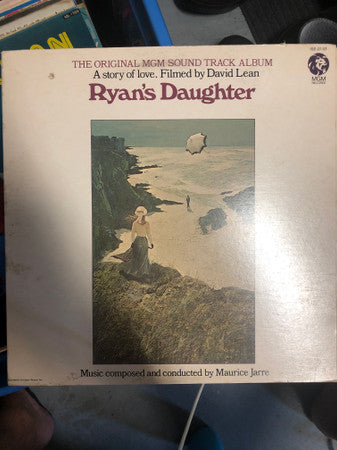 THE ORIGINAL MGM SOUND TRACK ALBUM
A story of love. Filmed by David Lean
Ryan's Daughter
MGM
Music composed and conducted by Maurice Jarre